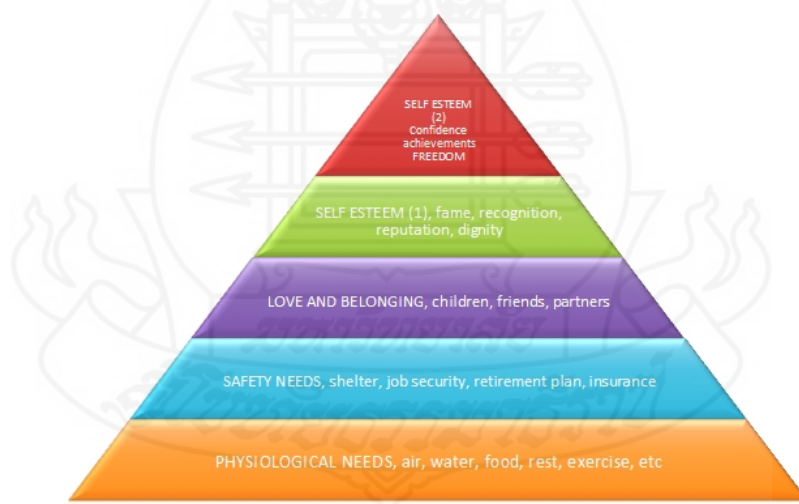 SELF ESTEEM
(2)
Confidence
achievements
FREEDOM
SELF ESTEEM (1), fame, recognition,
reputation, dignity
LOVE AND BELONGING, children, friends, partners
SAFETY NEEDS, shelter, job security, retirement plan, insurance
PHYSIOLOGICAL NEEDS, air, water, food, rest, exercise, etc